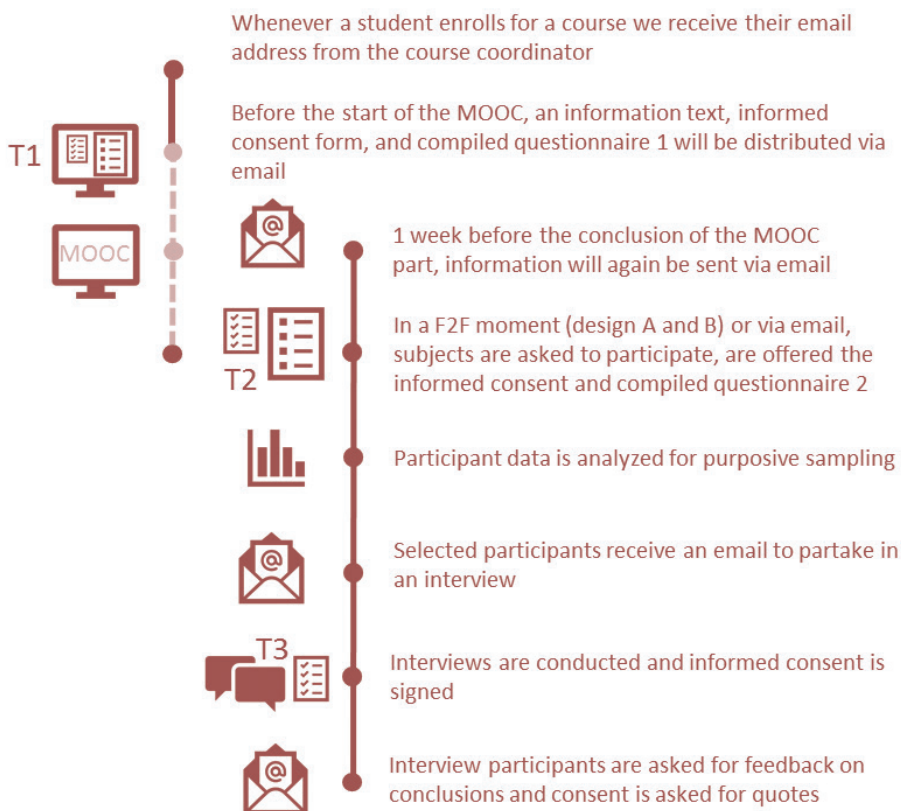 Whenever a student enrolls for a course we receive their email
address from the course coordinator
Before the start of the MOOC, an information text, informed
consent form, and compiled questionnaire 1 will be distributed via
email
T1
MOOC
@
1 week before the conclusion of the MOOC
part, information will again be sent via email
In a F2F moment (design A and B) or via email,
subjects are asked to participate, are offered the
informed consent and compiled questionnaire 2
T2
Participant data is analyzed for purposive sampling
@
Selected participants receive an email to partake in
an interview
T3
Interviews are conducted and informed consent is
signed
@
Interview participants are asked for feedback on
conclusions and consent is asked for quotes